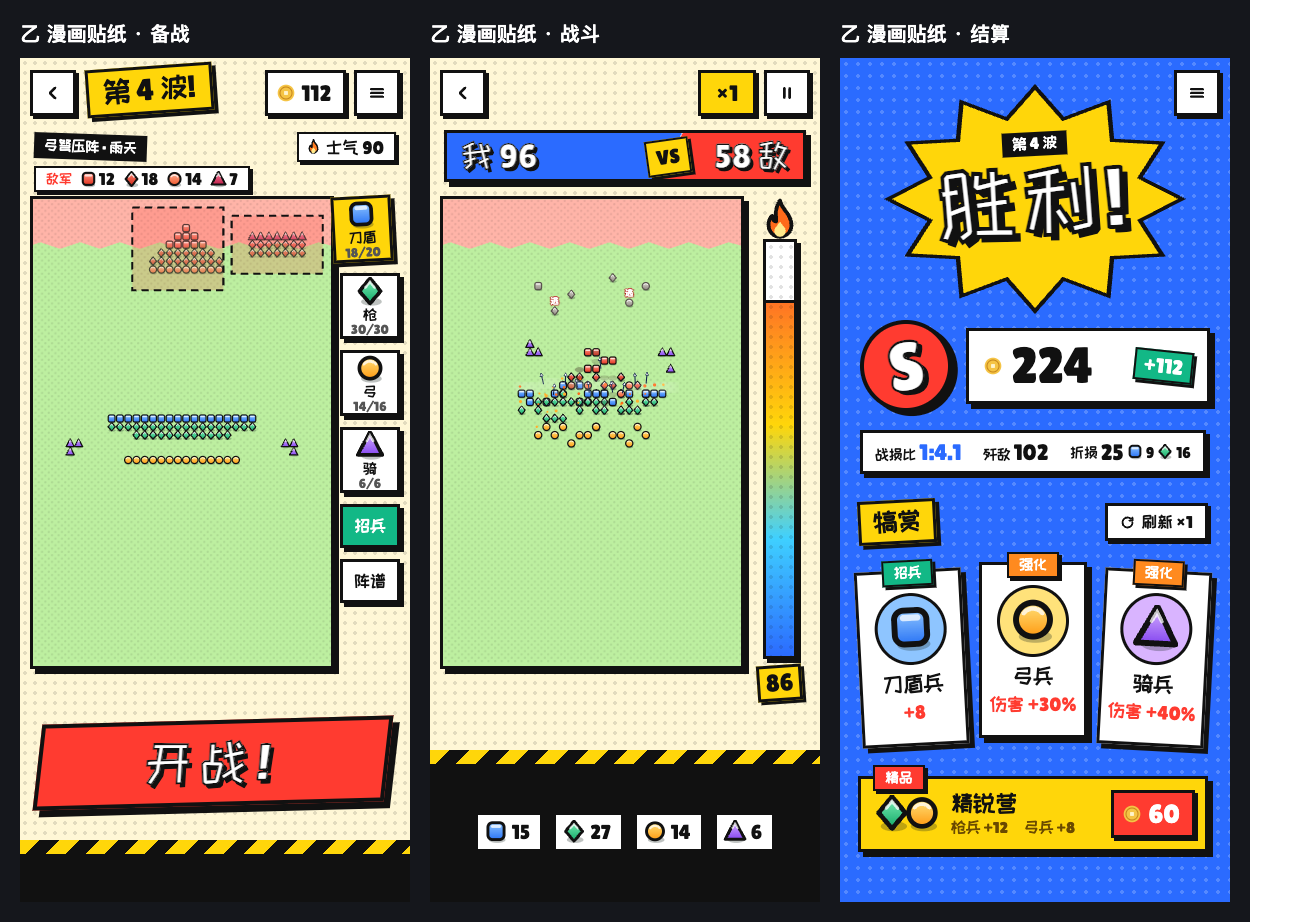 乙 漫画贴纸 · 备战
第 4 波!
112
弓弩压阵·雨天
士气 90
敌军 12 18 14 7
刀盾
18/20
枪
30/30
弓
14/16
骑
6/6
招兵
阵谱
开战!
乙 漫画贴纸 · 战斗
×1
我 96
VS
58 敌
86
15 27 14 6
乙 漫画贴纸 · 结算
第 4 波
胜利!
S
224
+112
战损比 1:4.1 歼敌 102 折损 25 9 16
犒赏
刷新 ×1
招兵
刀盾兵
+8
强化
弓兵
伤害 +30%
强化
骑兵
伤害 +40%
精品
精锐营
枪兵 +12 弓兵 +8
60